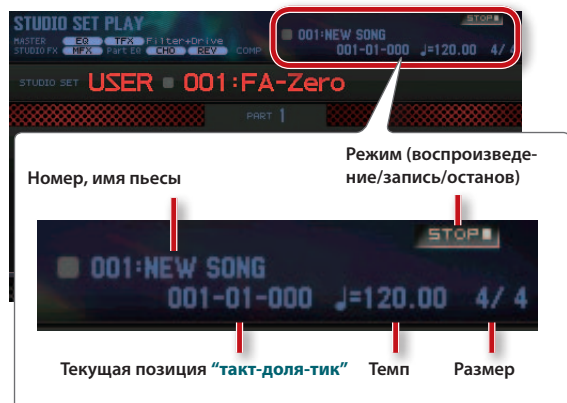 STUDIO SET PLAY
MASTER EQ TFX Filter+Drive
STUDIO FX MFX Part EQ CHO REV COMP
STOP
001:NEW SONG
001-01-000 ♩=120.00 4/ 4
STUDIO SET USER 001:FA-Zero
PART 1
Номер, имя пьесы
Режим (воспроизведе-
ние/запись/останов)
STOP
001:NEW SONG
001-01-000 ♩=120.00 4/ 4
Текущая позиция “такт-доля-тик” Темп Размер